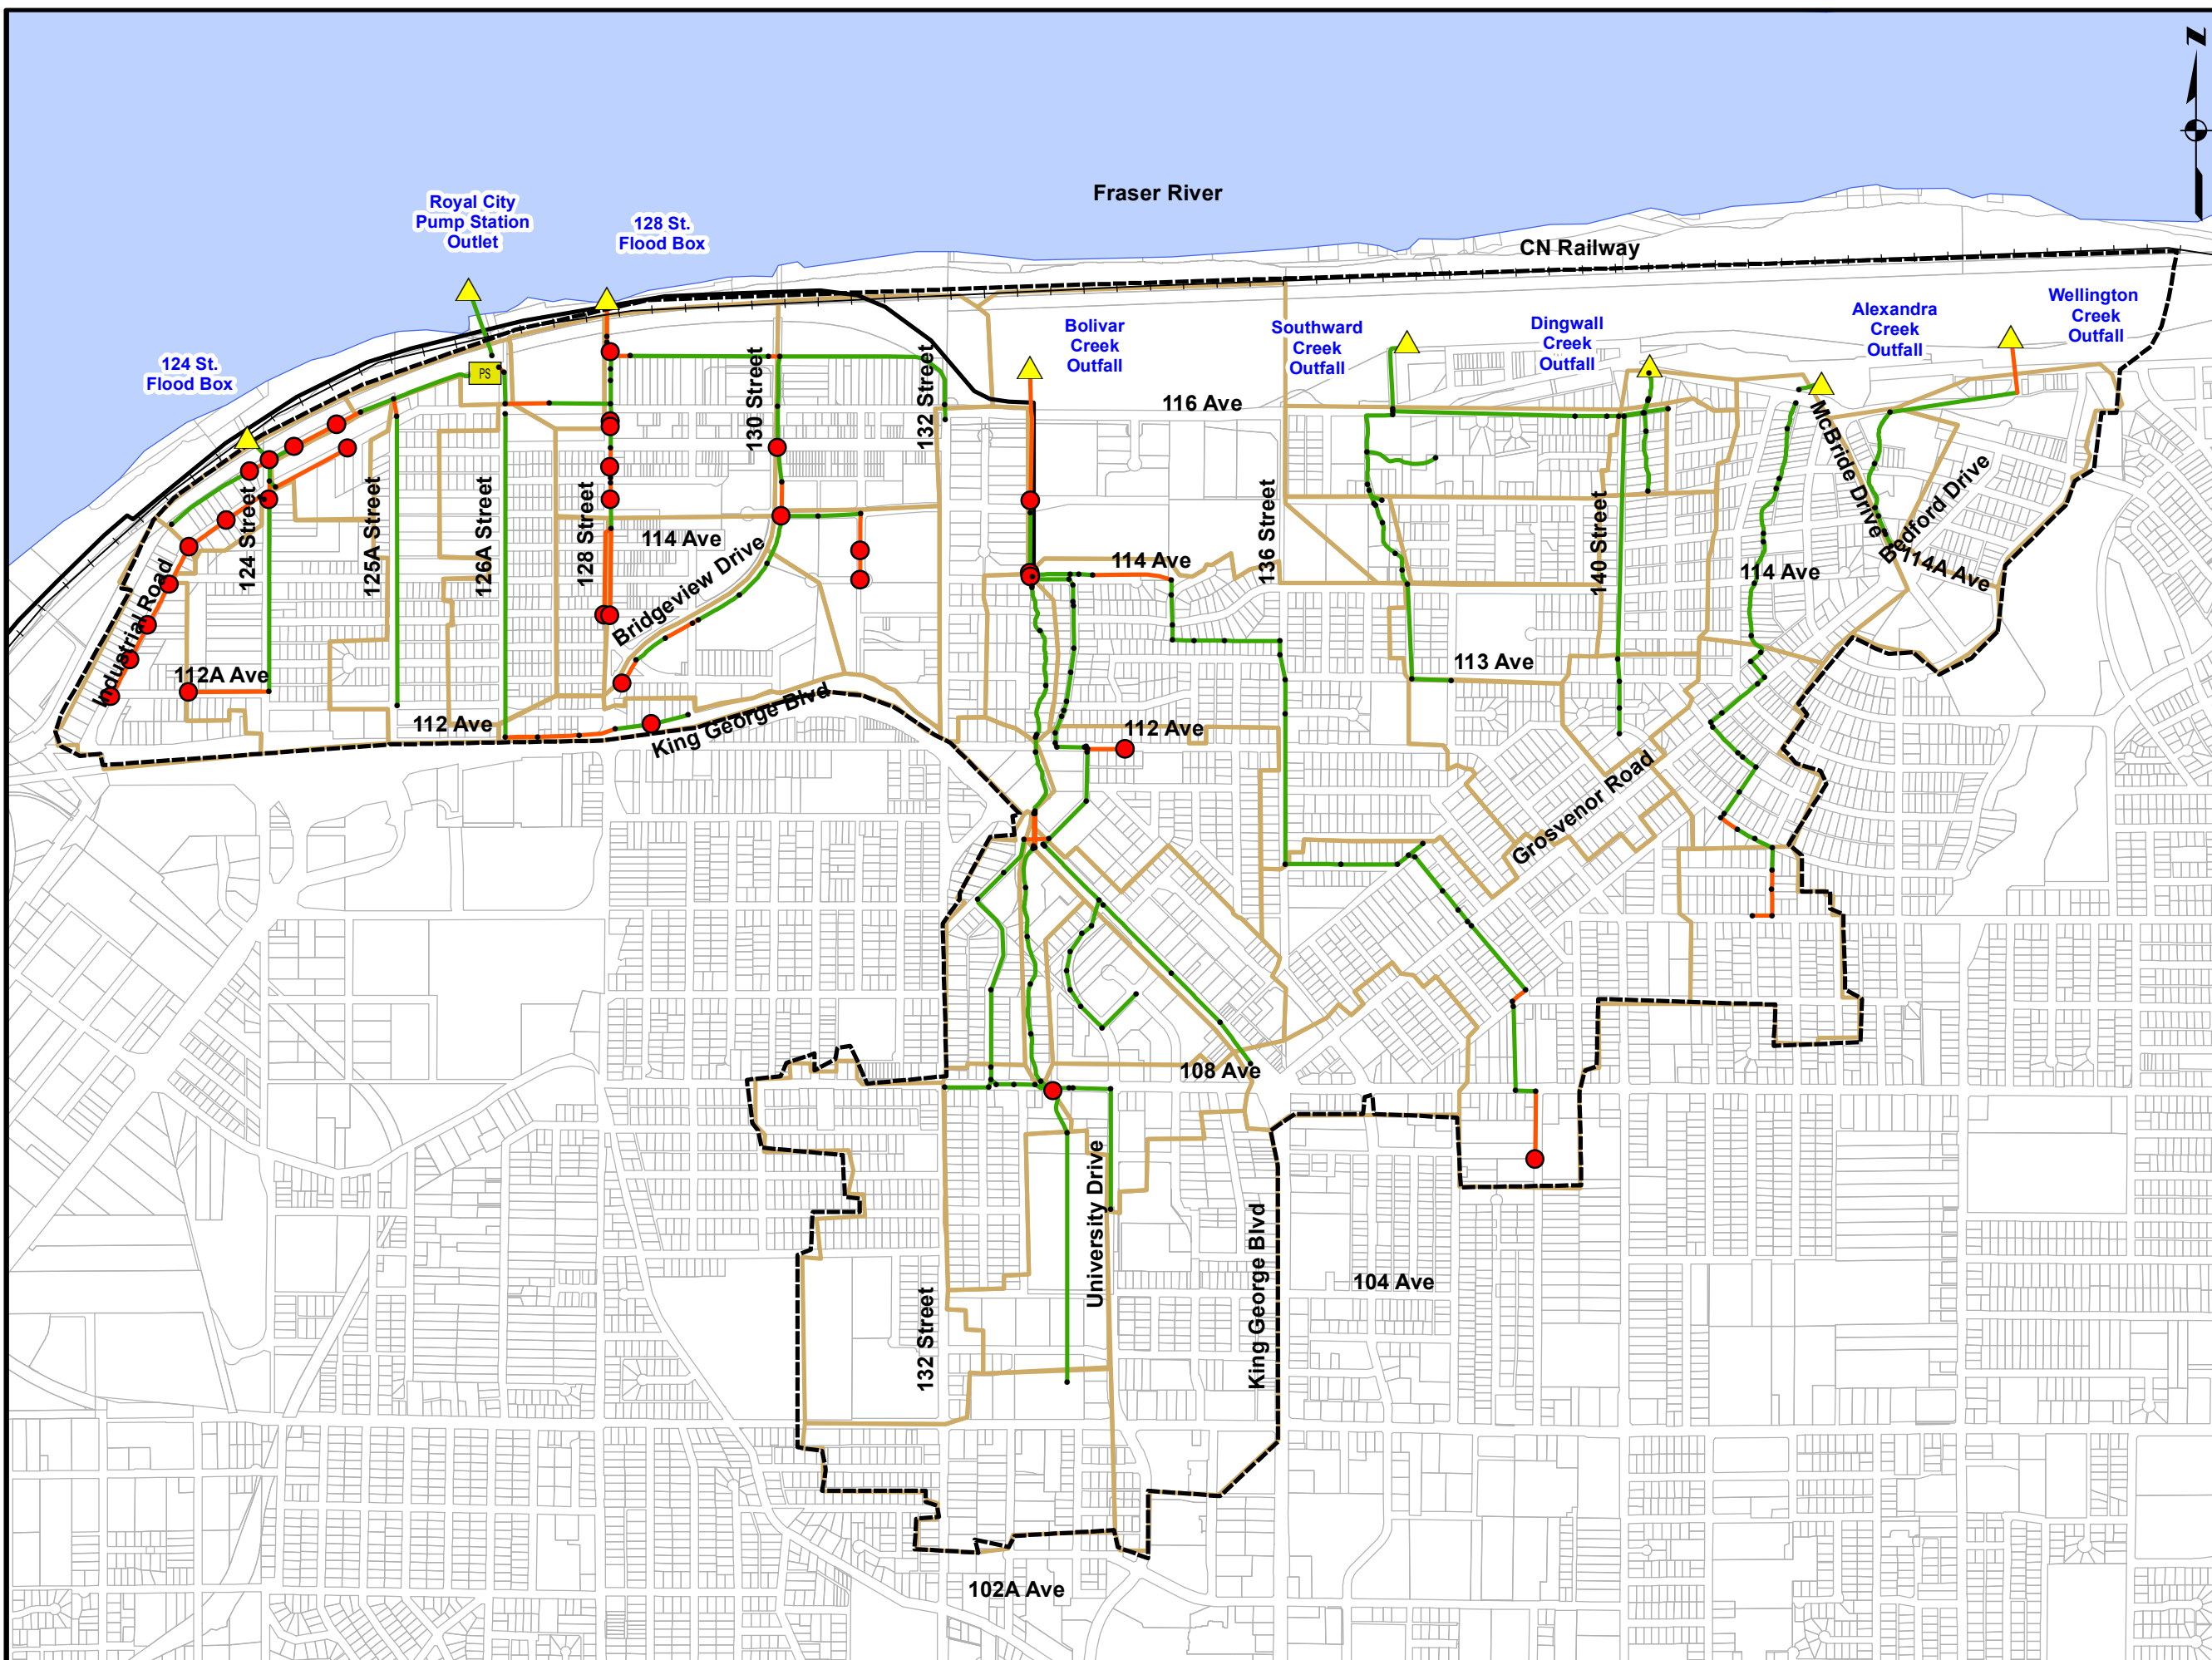 Z
Fraser River
Royal City
Pump Station
Outlet
128 St.
Flood Box
CN Railway
Wellington
Creek
Outfall
Alexandra
Creek
Outfall
Bolivar
Creek
Outfall
Southward
Creek
Outfall
Dingwall
Creek
Outfall
124 St.
Flood Box
PS
132 Street
130 Street
116 Ave
McBride Drive
Bedford Drive
124 Street
125A Street
126A Street
128 Street
114 Ave
Bridgeview Drive
114 Ave
136 Street
140 Street
114 Ave
114A Ave
Industrial Road
112A Ave
113 Ave
112 Ave
King George Blvd
112 Ave
Grosvenor Road
108 Ave
University Drive
King George Blvd
104 Ave
132 Street
102A Ave